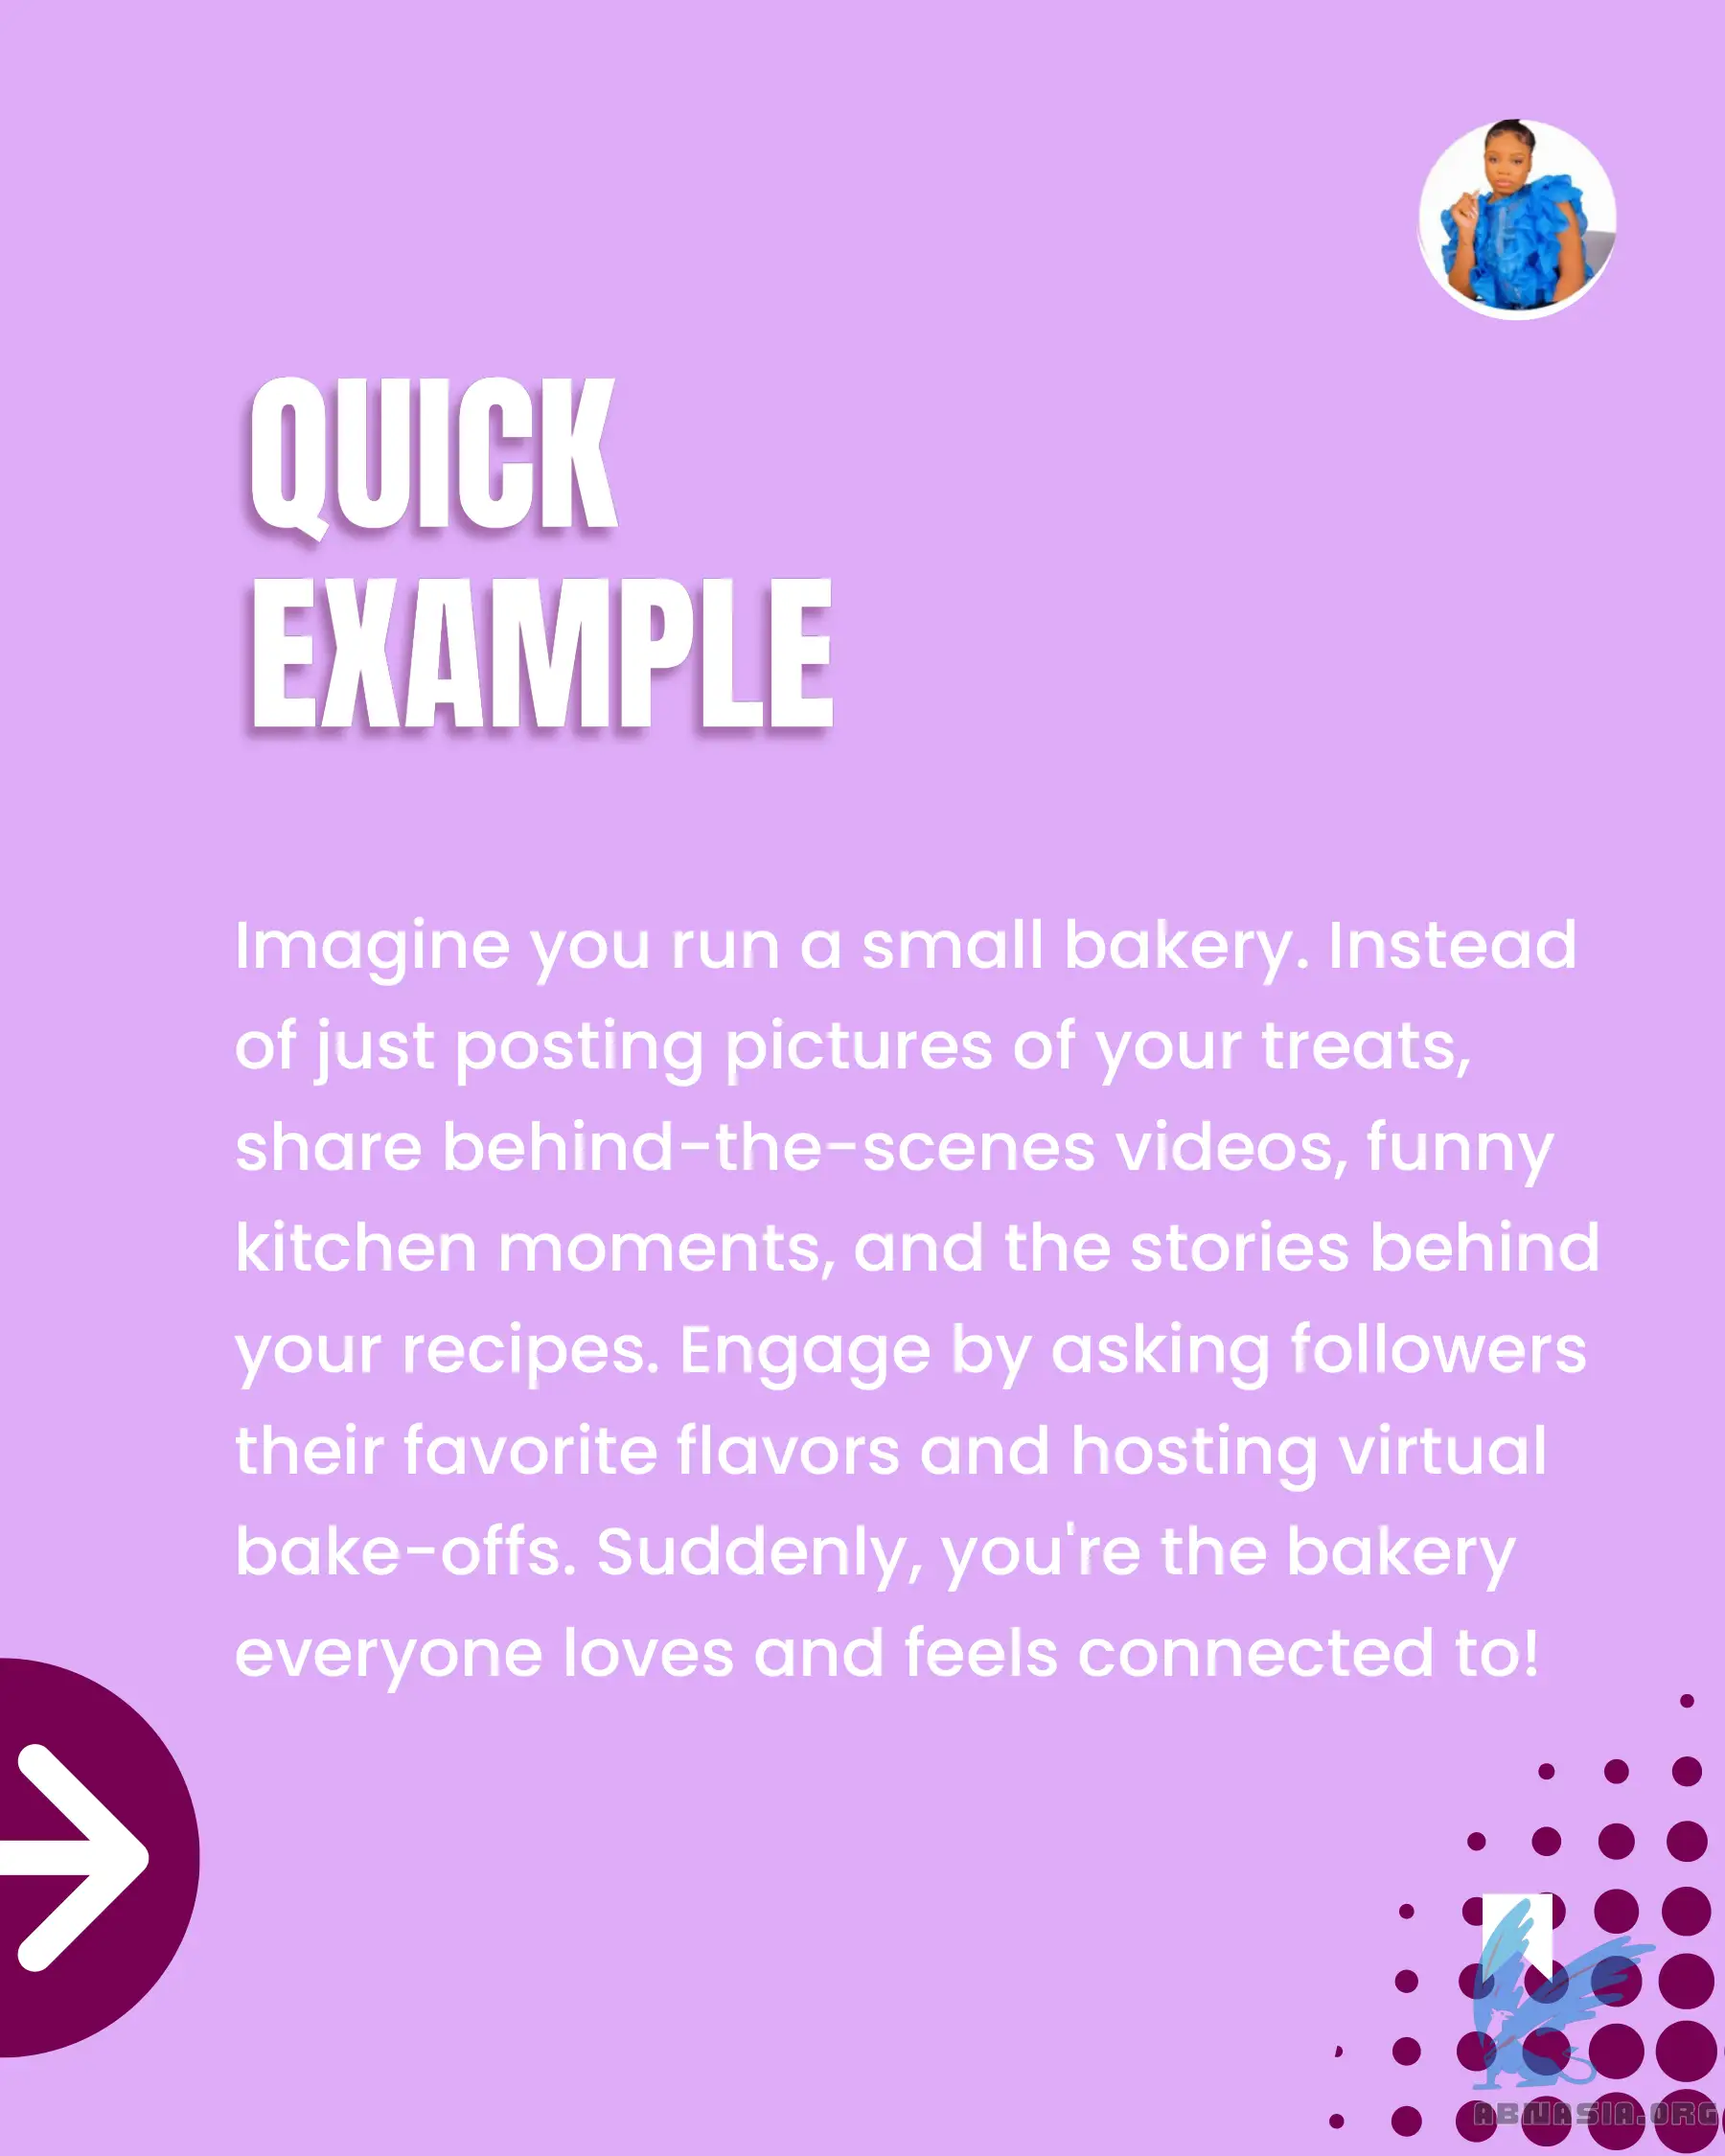 QUICK
EXAMPLE
Imagine you run a small bakery. Instead
of just posting pictures of your treats,
share behind-the-scenes videos, funny
kitchen moments, and the stories behind
your recipes. Engage by asking followers
their favorite flavors and hosting virtual
bake-offs. Suddenly, you're the bakery
everyone loves and feels connected to!
ABNASIA.ORG